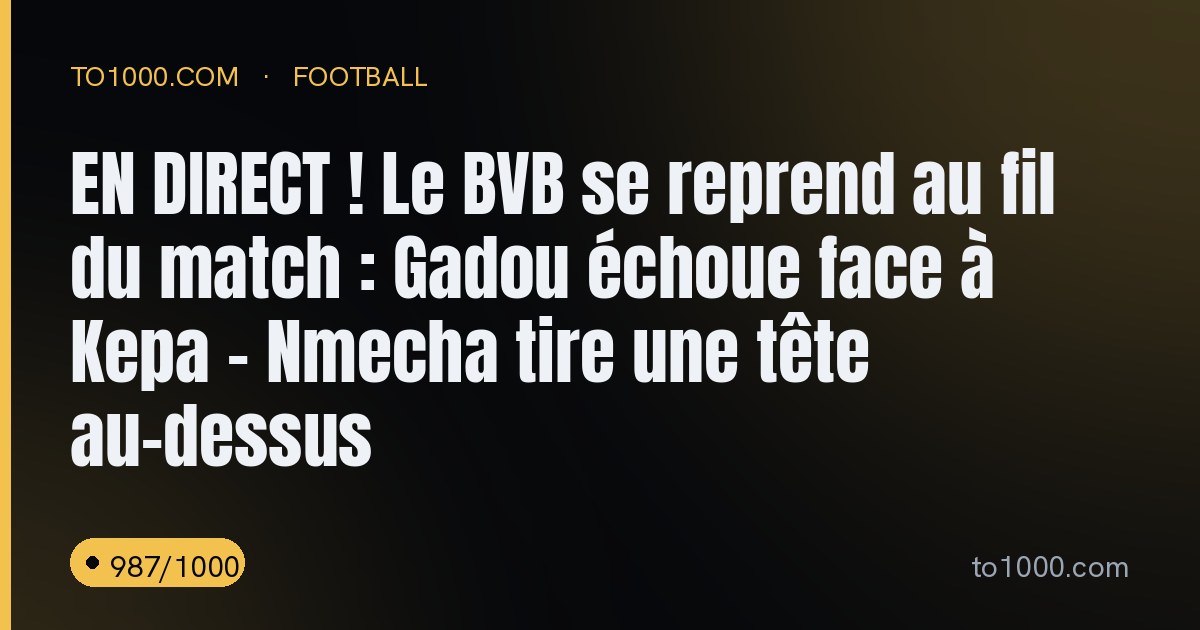 TO1000.COM · FOOTBALL
EN DIRECT ! Le BVB se reprend au fil
du match : Gadou échoue face à
Kepa - Nmecha tire une tête
au-dessus
987/1000
to1000.com